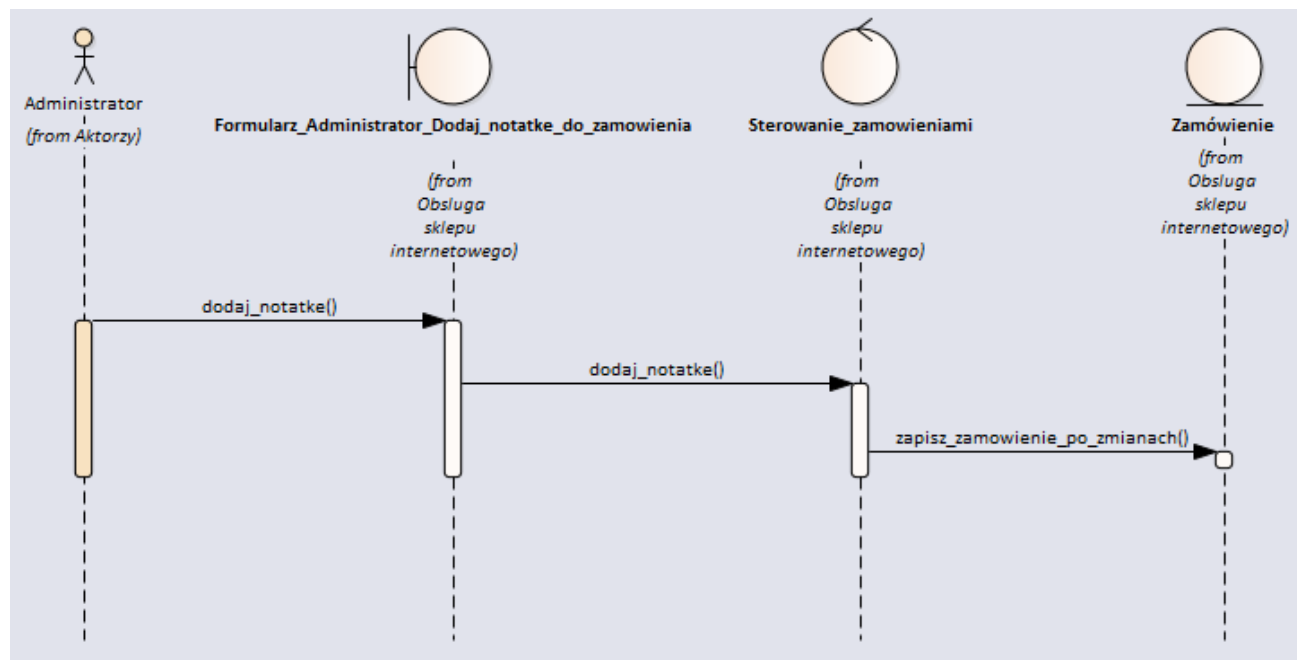 Administrator
(from Aktorzy)
Formularz_Administrator_Dodaj_notatke_do_zamowienia
(from
Obsluga
sklepu
internetowego)
Sterowanie_zamowieniami
(from
Obsluga
sklepu
internetowego)
Zamówienie
(from
Obsluga
sklepu
internetowego)
dodaj_notatke()
dodaj_notatke()
zapisz_zamowienie_po_zmianach()